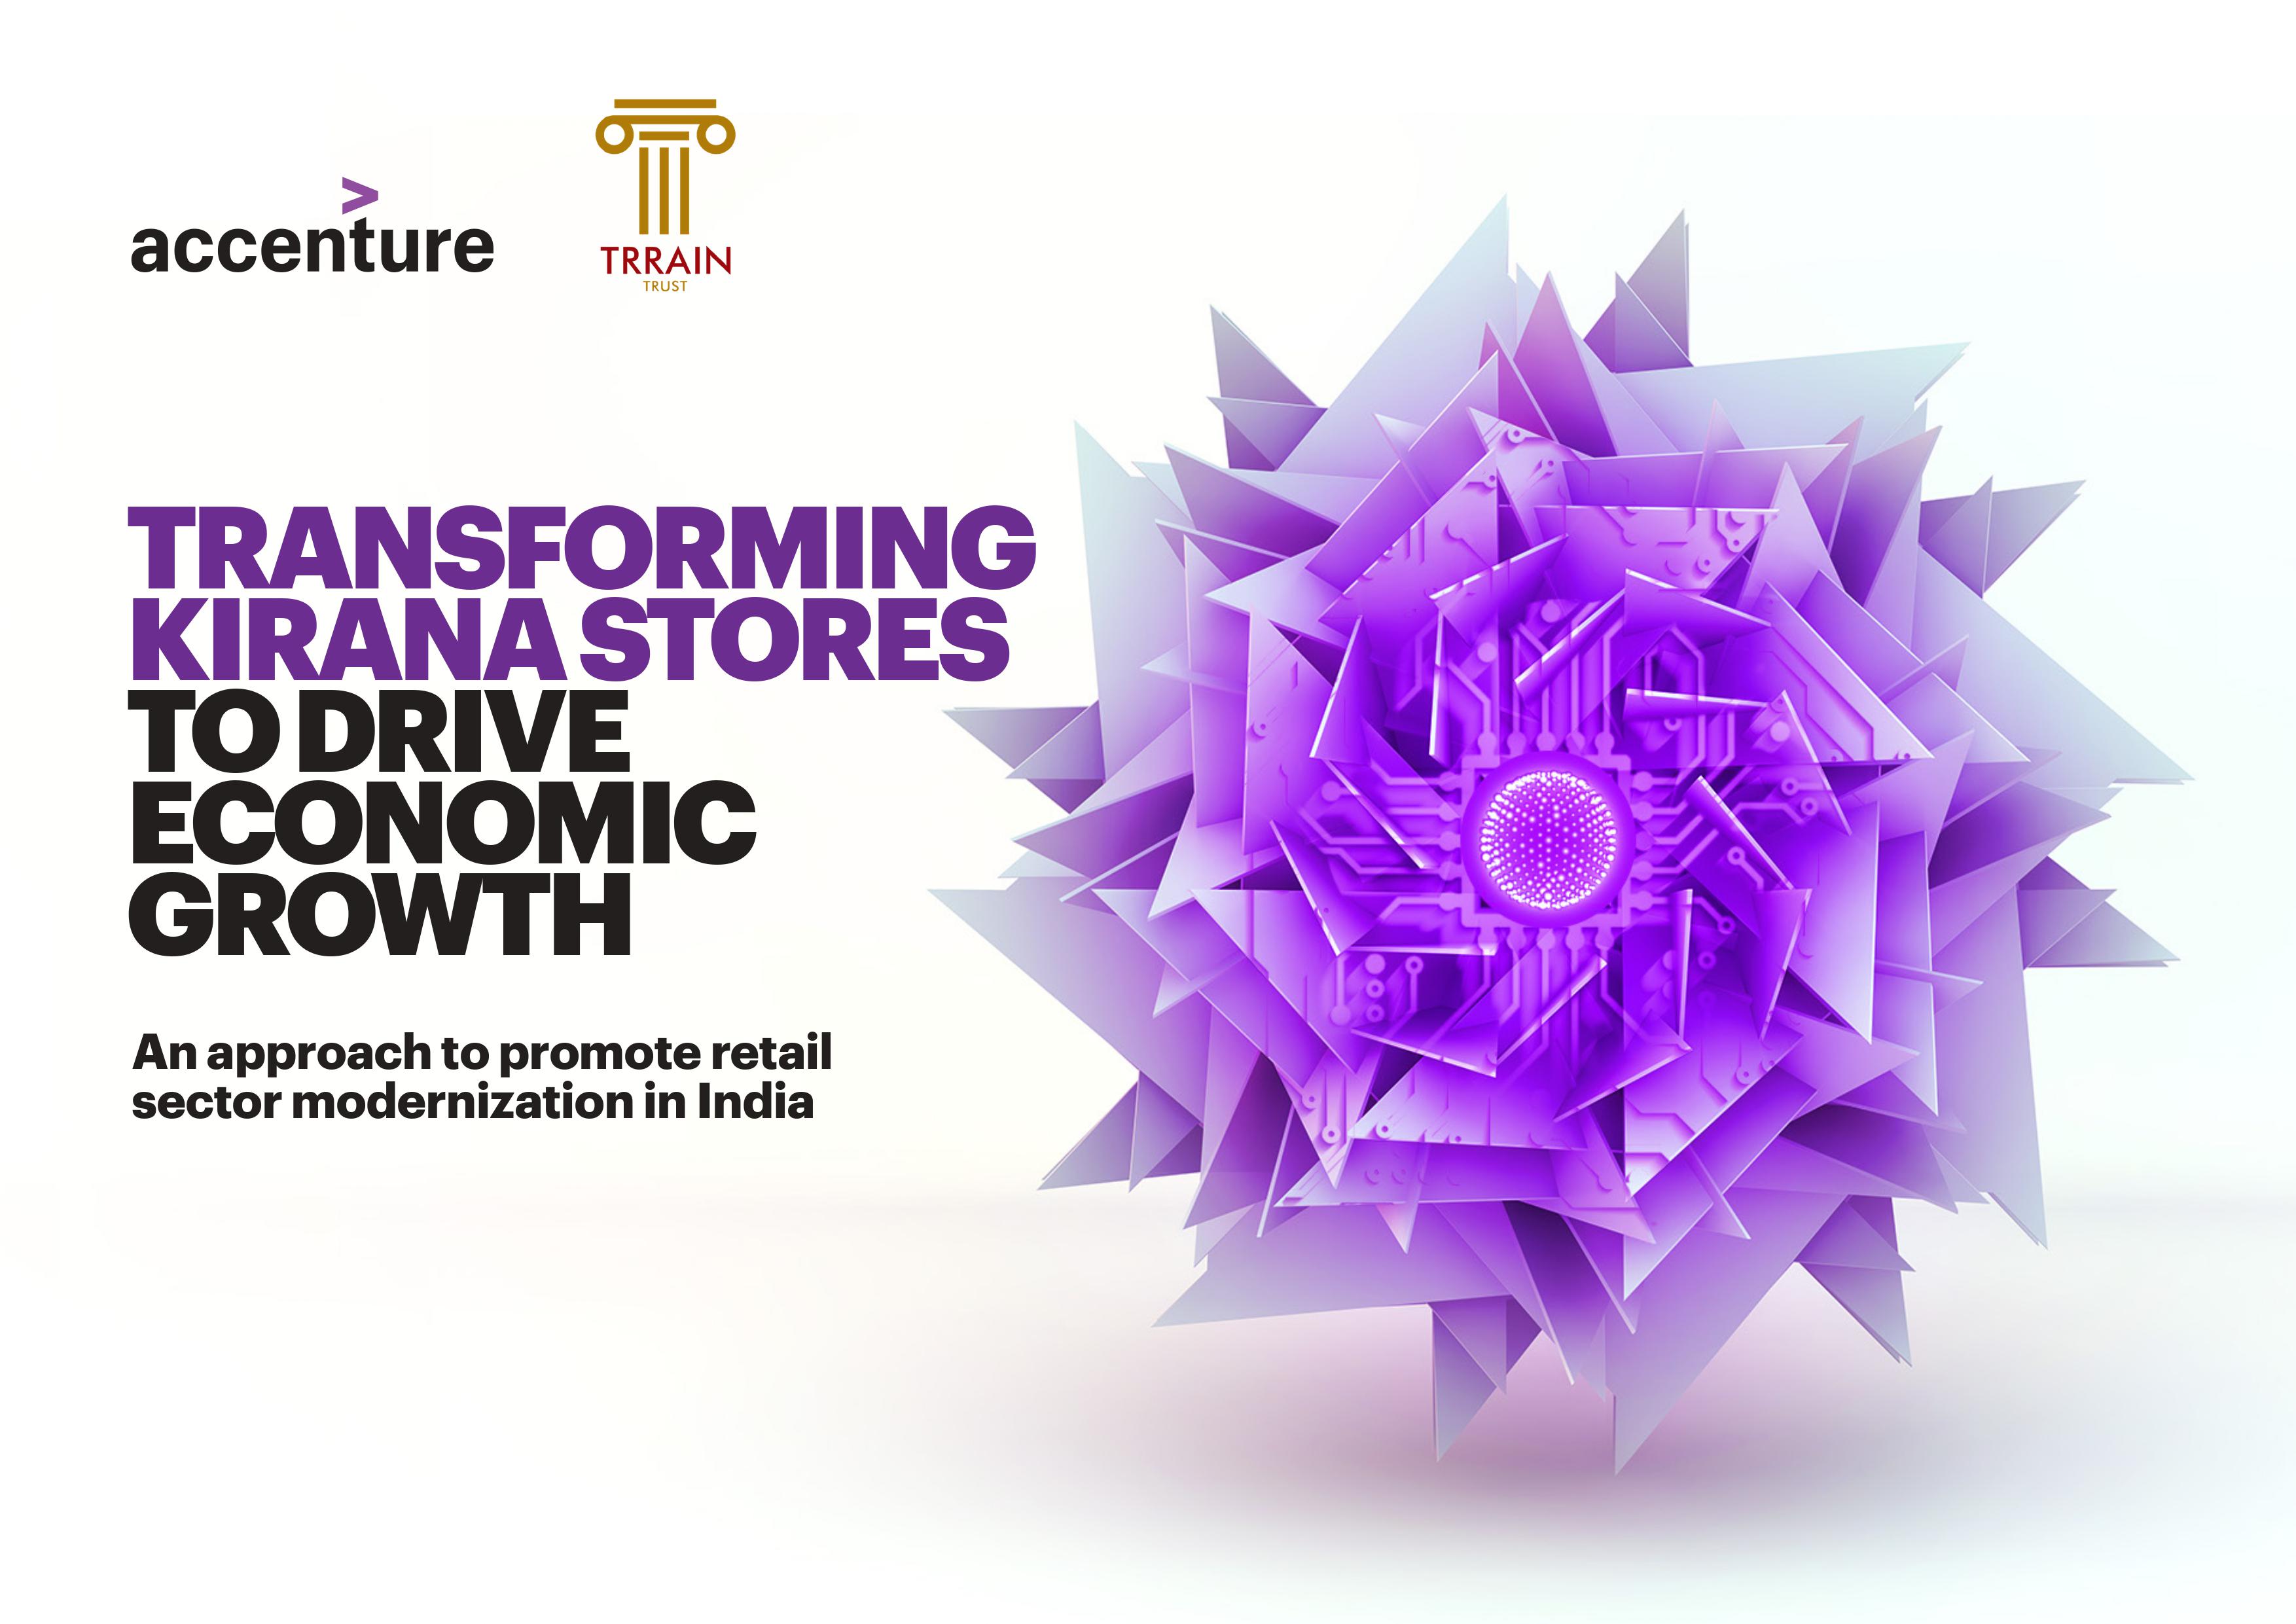 accenture
TRRAIN
TRUST
TRANSFORMING
KIRANA STORES
TO DRIVE
ECONOMIC
GROWTH
An approach to promote retail
sector modernization in India